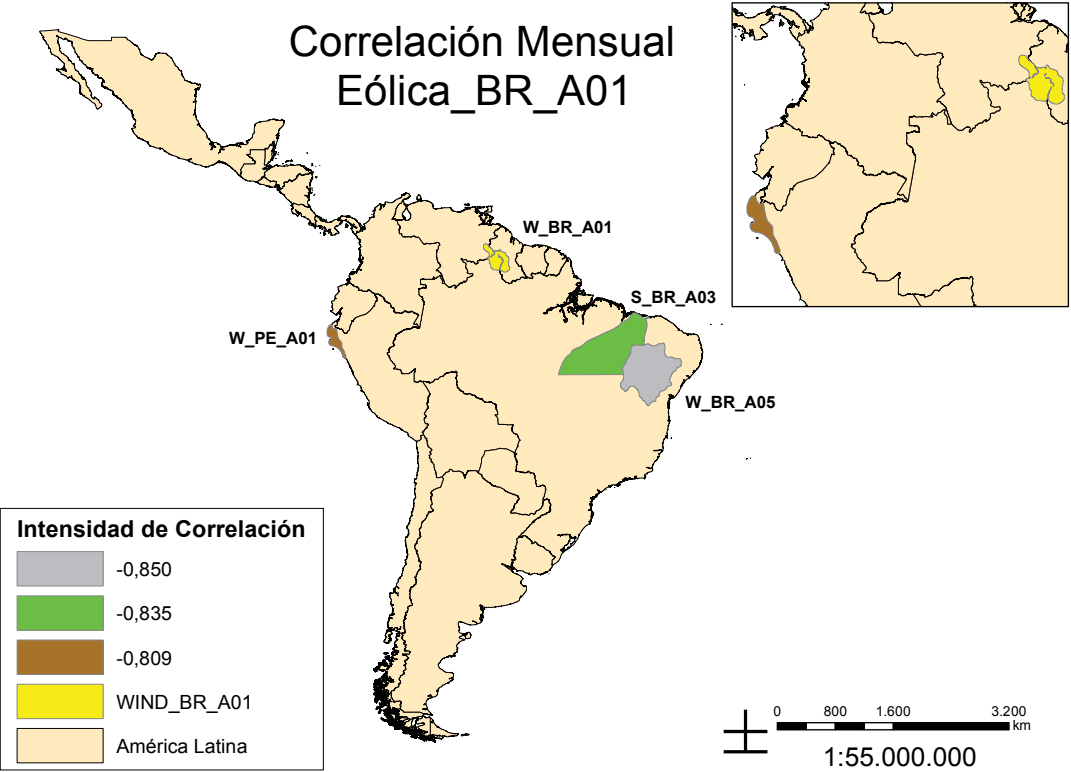 Correlación Mensual
Eólica_BR_A01
W_BR_A01
S_BR_A03
W_PE_A01
W_BR_A05
Intensidad de Correlación
-0,850
-0,835
-0,809
WIND_BR_A01
América Latina
0 800 1.600 3.200
km
1:55.000.000